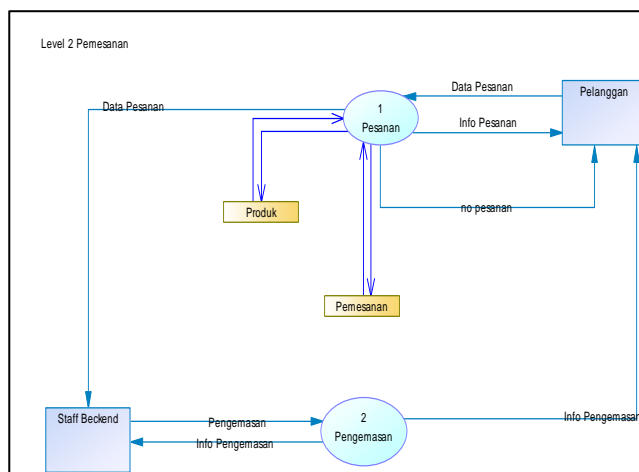 Level 2 Pemesanan
Data Pesanan
1
Pesanan
Data Pesanan
Pelanggan
Info Pesanan
Produk
no pesanan
Pemesanan
Staff Beckend
Pengemasan
Info Pengemasan
2
Pengemasan
Info Pengemasan